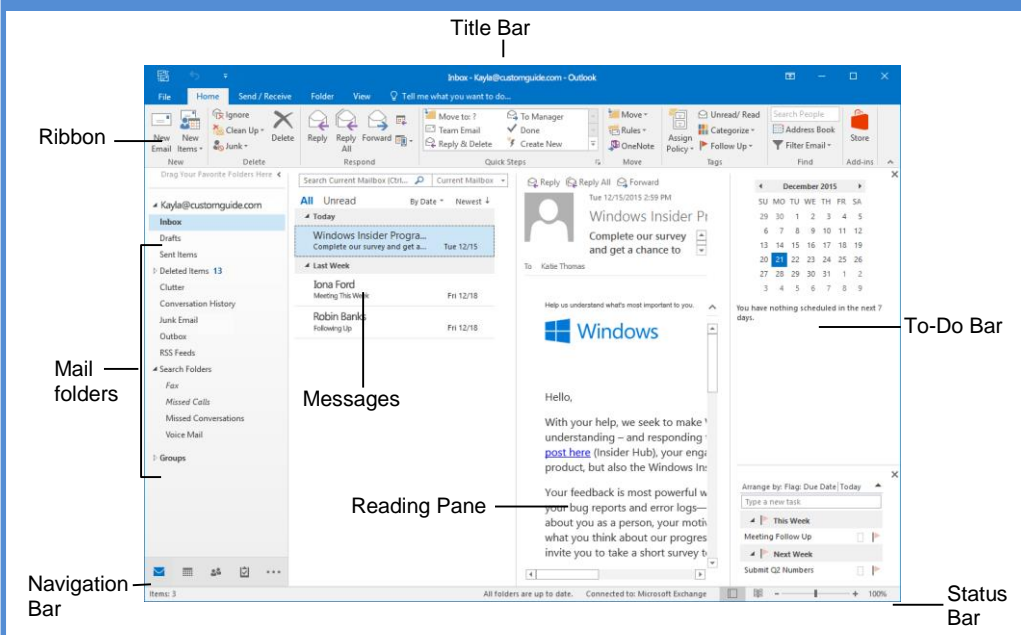 Title Bar
Inbox - Kayla@customguide.com - Outlook
File Home Send / Receive Folder View Tell me what you want to do...
Ribbon
New Email
New Items
New
Ignore
Clean Up
Junk
Delete
Delete
Reply
Reply All
Forward
Respond
Move to: ?
Team Email
Reply & Delete
To Manager
Done
Create New
Quick Steps
Move
Rules
OneNote
Move
Assign Policy
Unread/ Read
Categorize
Follow Up
Tags
Search People
Address Book
Filter Email
Find
Store
Add-ins
Drag Your Favorite Folders Here
Kayla@customguide.com
Inbox
Drafts
Sent Items
Deleted Items 13
Clutter
Conversation History
Junk Email
Outbox
RSS Feeds
Search Folders
Fax
Missed Calls
Missed Conversations
Voice Mail
Groups
Mail
folders
Search Current Mailbox (Ctrl... Current Mailbox
All Unread By Date Newest ↓
Today
Windows Insider Progra...
Complete our survey and get a... Tue 12/15
Last Week
Iona Ford
Meeting This Week Fri 12/18
Robin Banks
Following Up Fri 12/18
Messages
Reply Reply All Forward
Tue 12/15/2015 2:59 PM
Windows Insider Pr
Complete our survey
and get a chance to
To Katie Thomas
Help us understand what's most important to you.
Windows
Hello,
With your help, we seek to make
understanding – and responding
post here (Insider Hub), your enga
product, but also the Windows In
Your feedback is most powerful w
your bug reports and error logs—
about you as a person, your motiv
what you think about our progres
invite you to take a short survey t
Reading Pane
December 2015
SU MO TU WE TH FR SA
29 30 1 2 3 4 5
6 7 8 9 10 11 12
13 14 15 16 17 18 19
20 21 22 23 24 25 26
27 28 29 30 31 1 2
3 4 5 6 7 8 9
You have nothing scheduled in the next 7
days.
To-Do Bar
Arrange by: Flag: Due Date Today
Type a new task
This Week
Meeting Follow Up
Next Week
Submit Q2 Numbers
Navigation
Bar
Items: 3 All folders are up to date. Connected to: Microsoft Exchange 100%
Status
Bar